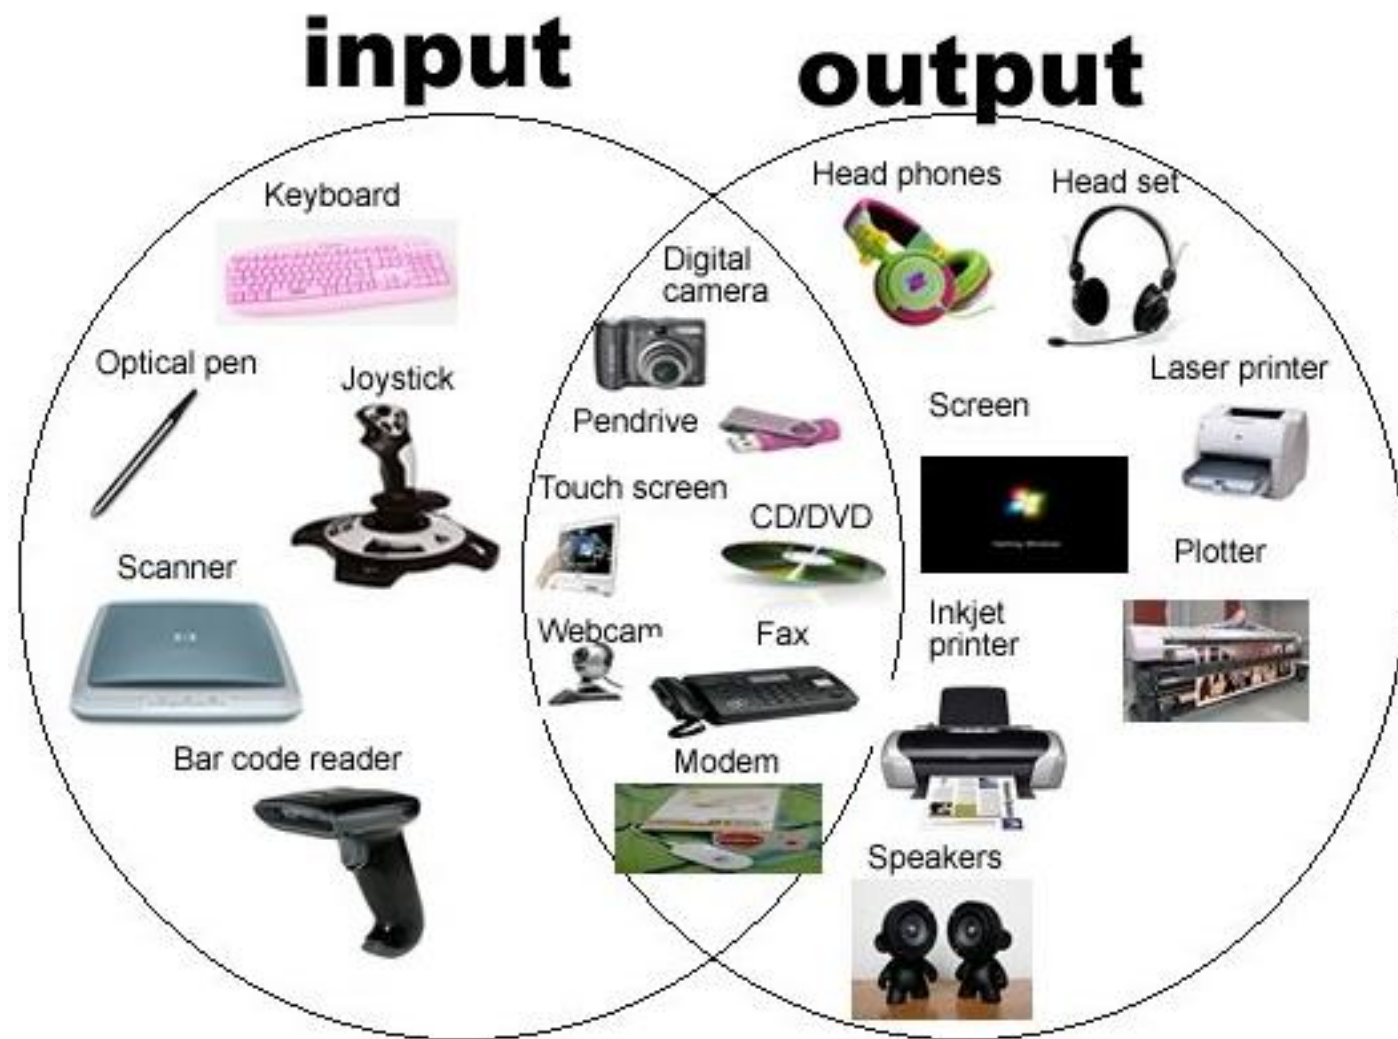 input
output
Keyboard
Head phones
Head set
Digital
camera
Optical pen
Joystick
Laser printer
Screen
Pendrive
Touch screen
CD/DVD
Scanner
Plotter
Webcam
Fax
Inkjet
printer
Bar code reader
Modem
Speakers